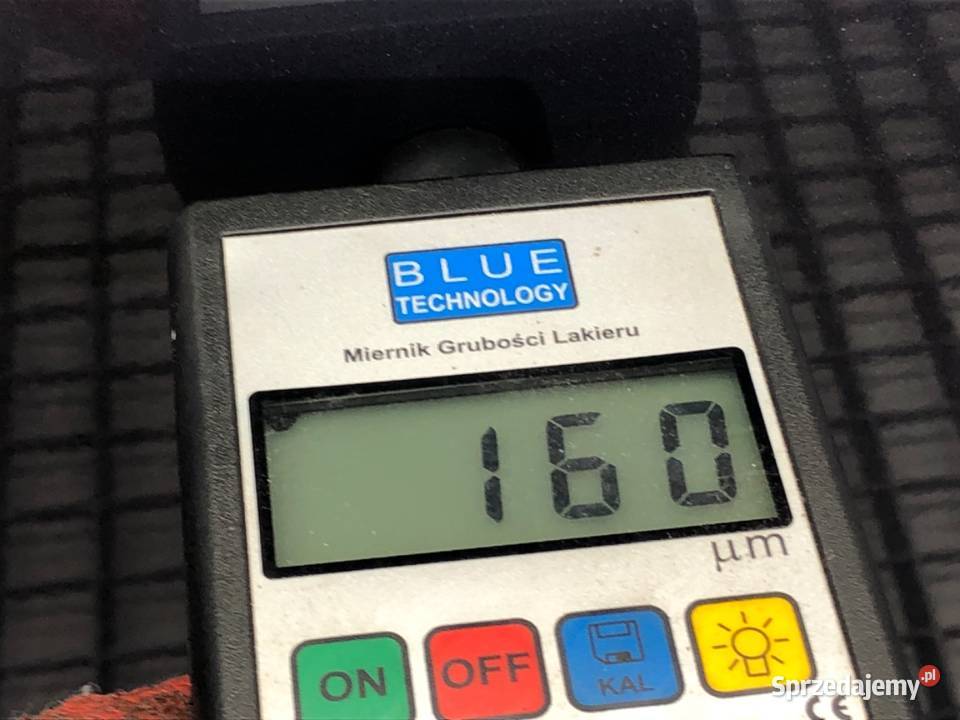 BLUE
TECHNOLOGY
Miernik Grubości Lakieru
160
µm
ON
OFF
KAL
Sprzedajemy.pl
CE